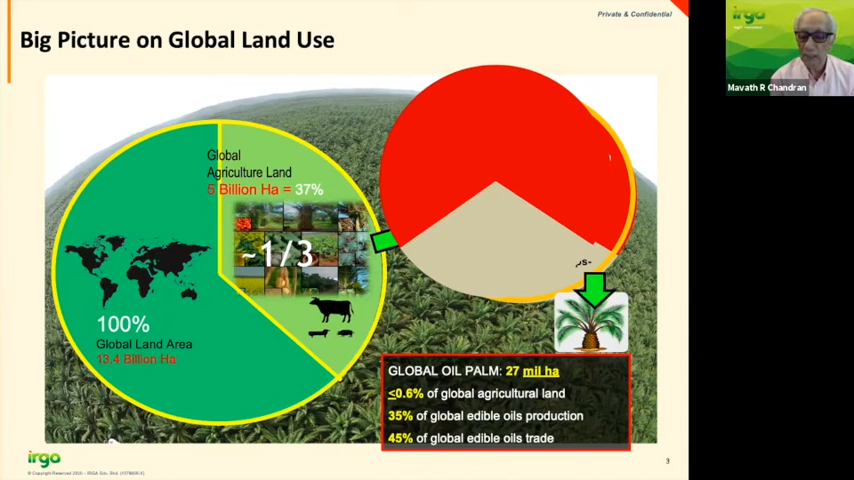 Private & Confidential
Big Picture on Global Land Use
Global
Agriculture Land
5 Billion Ha = 37%
~1/3
100%
Global Land Area
13.4 Billion Ha
GLOBAL OIL PALM: 27 mil ha
≤0.6% of global agricultural land
35% of global edible oils production
45% of global edible oils trade
irgo
3
irgo
Mavath R Chandran